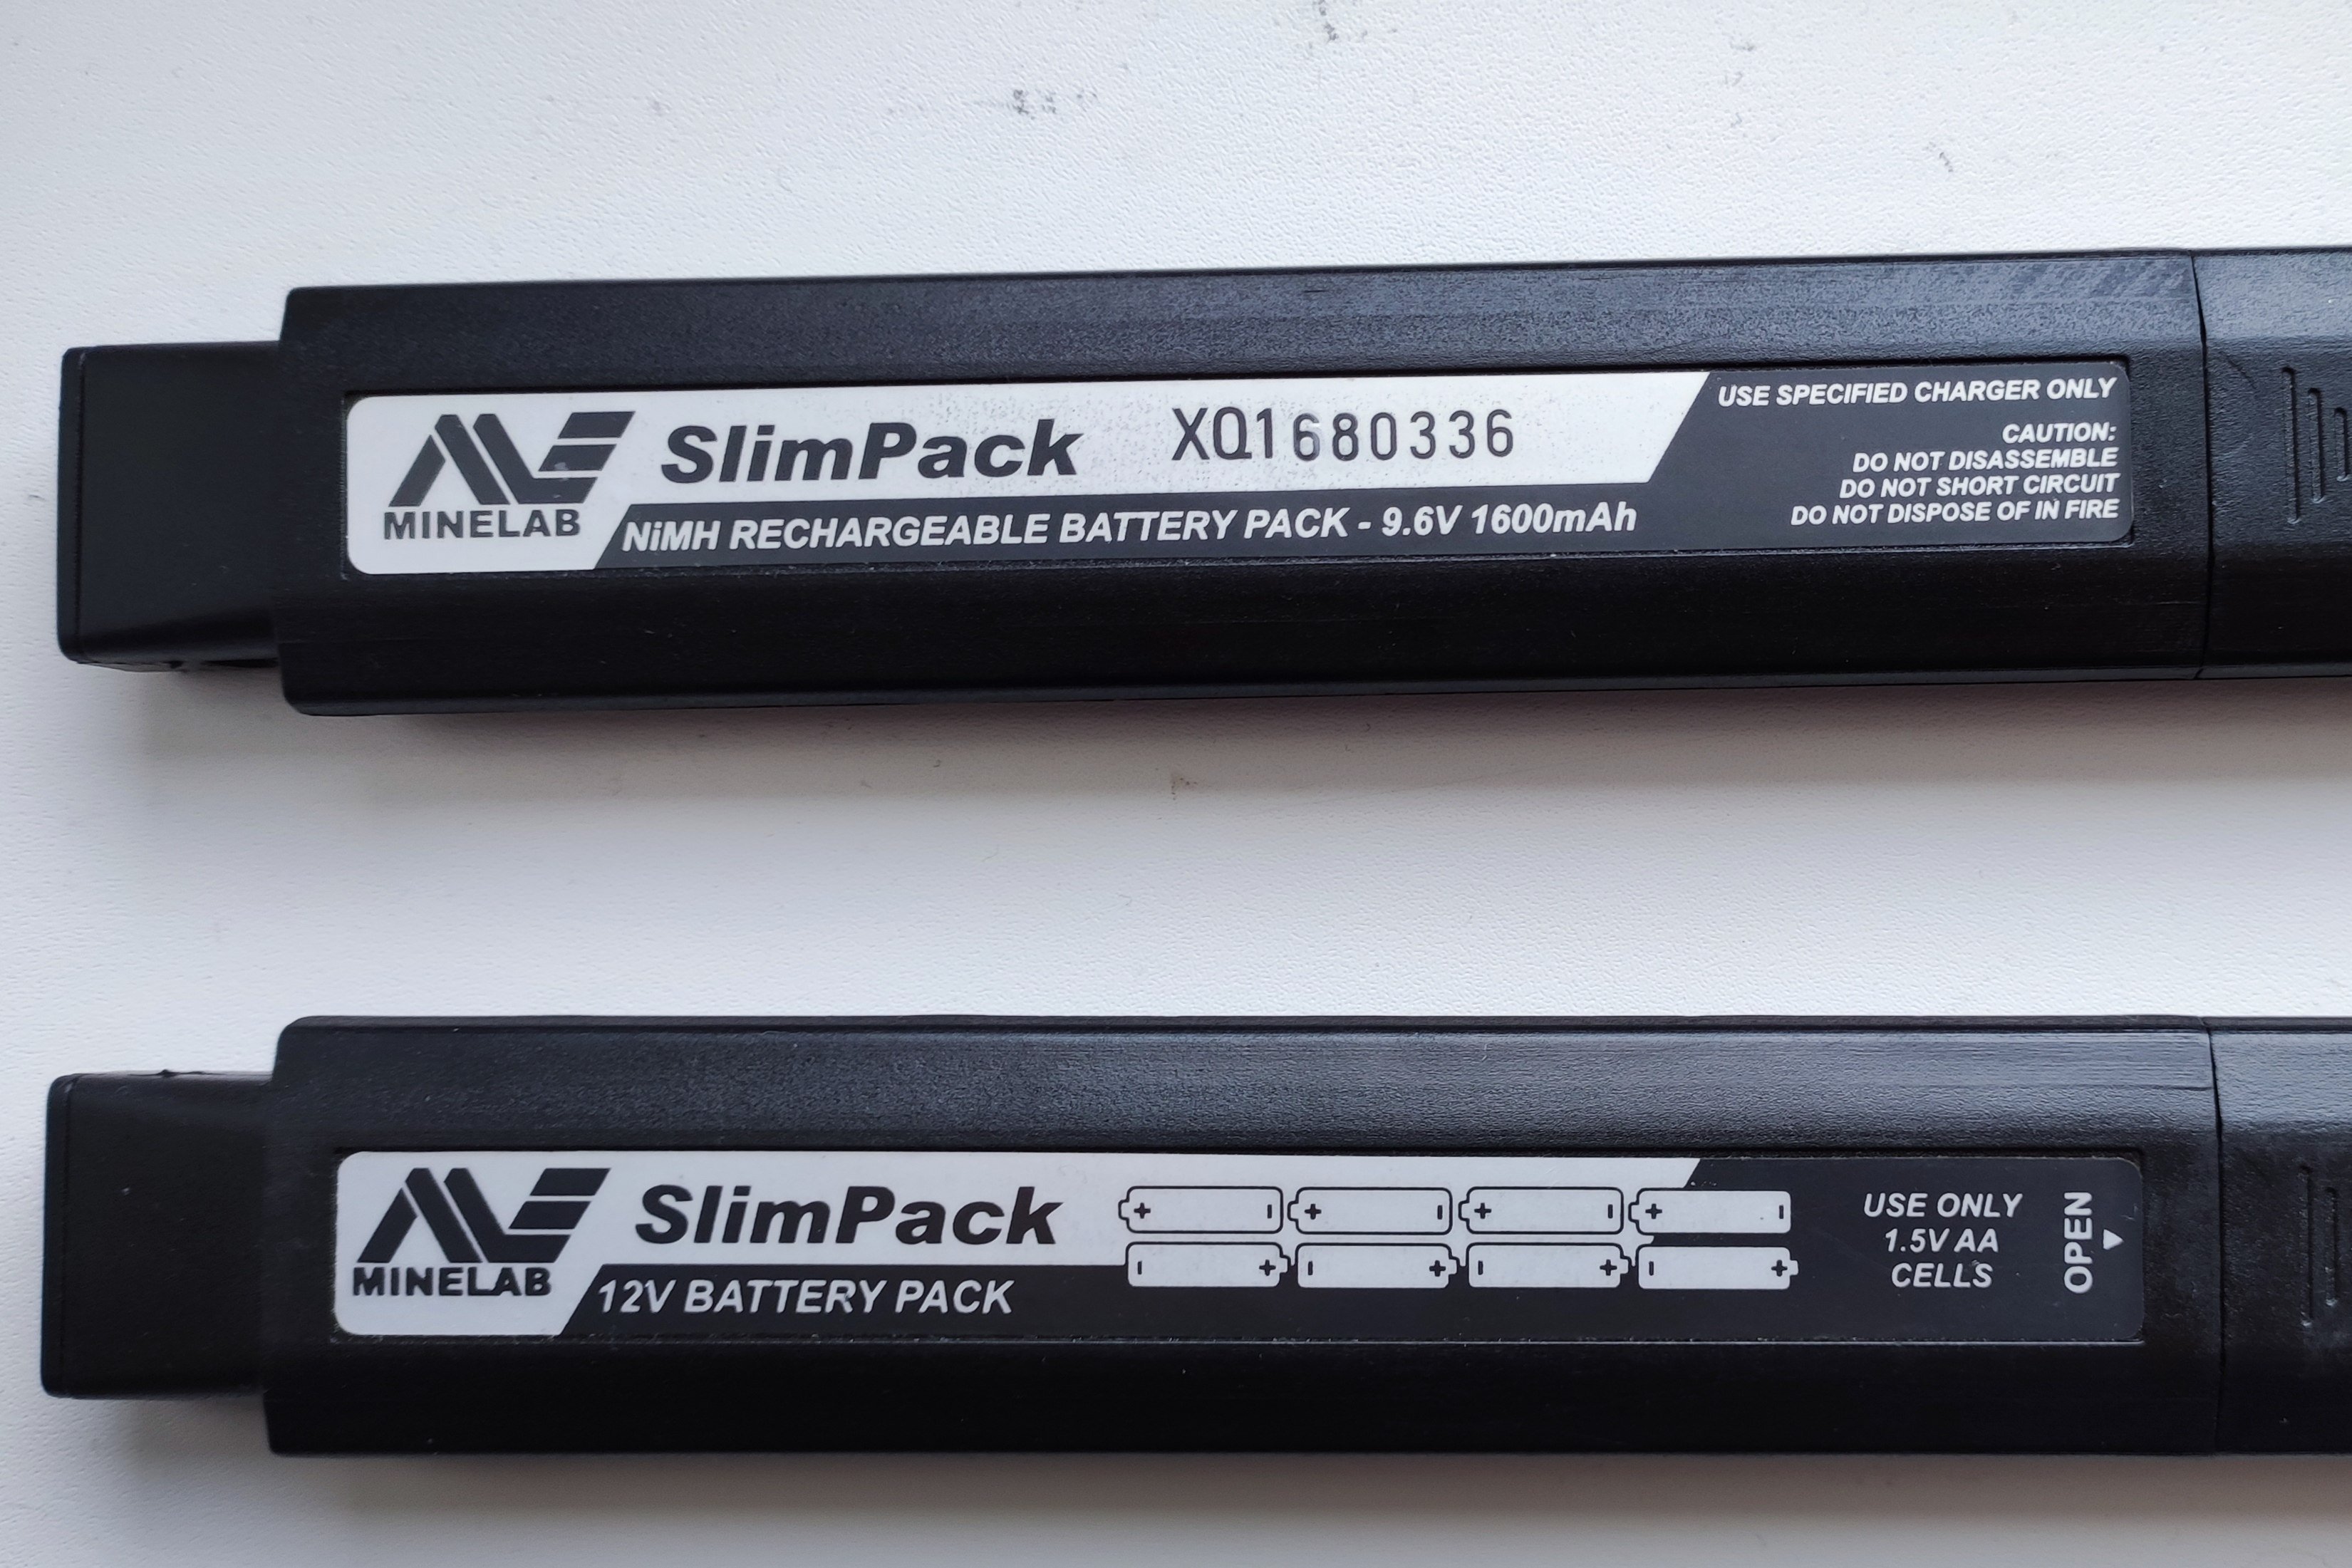 SlimPack XQ1680336
MINELAB
NiMH RECHARGEABLE BATTERY PACK - 9.6V 1600mAh
USE SPECIFIED CHARGER ONLY
CAUTION:
DO NOT DISASSEMBLE
DO NOT SHORT CIRCUIT
DO NOT DISPOSE OF IN FIRE
SlimPack
MINELAB
12V BATTERY PACK
+ - + - + - + -
- + - + - + - +
USE ONLY
1.5V AA
CELLS
OPEN